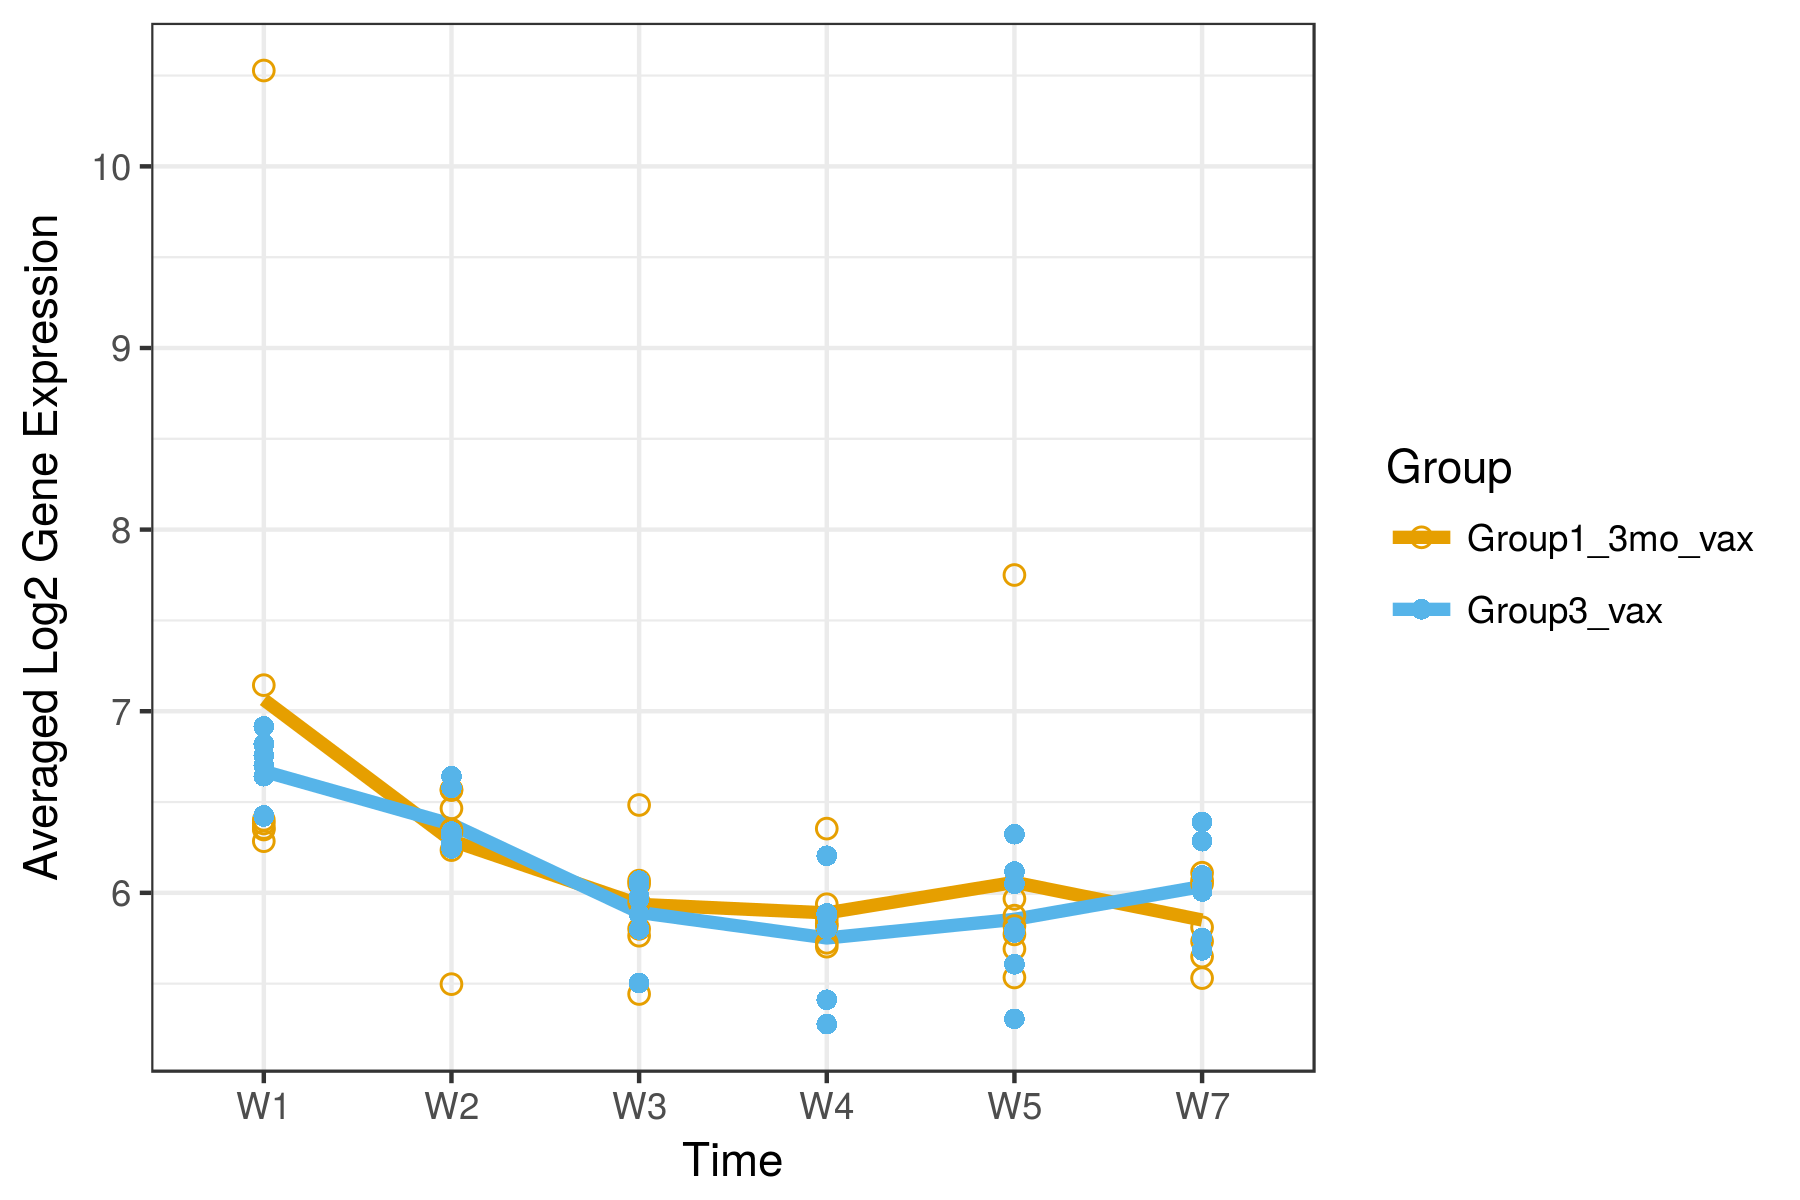 Averaged Log2 Gene Expression
10
9
8
7
6
W1 W2 W3 W4 W5 W7
Time
Group
Group1_3mo_vax
Group3_vax